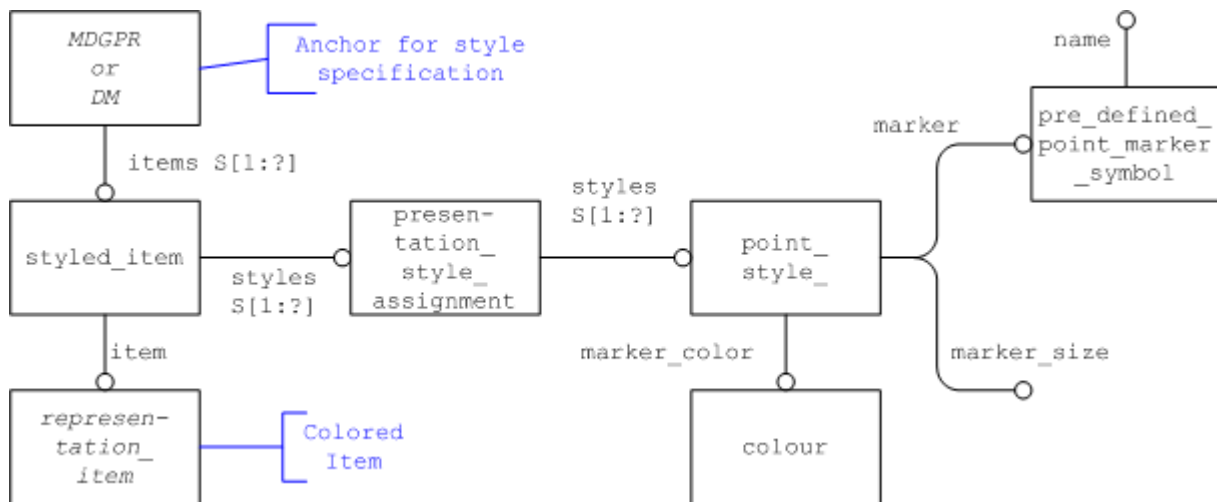 MDGPR
or
DM
Anchor for style
specification
name
items S[1:?]
marker
pre_defined_
point_marker
_symbol
styled_item
styles
S[1:?]
presen-
tation_
style_
assignment
styles
S[1:?]
point_
style_
item
marker_color
marker_size
represen-
tation_
item
Colored
Item
colour